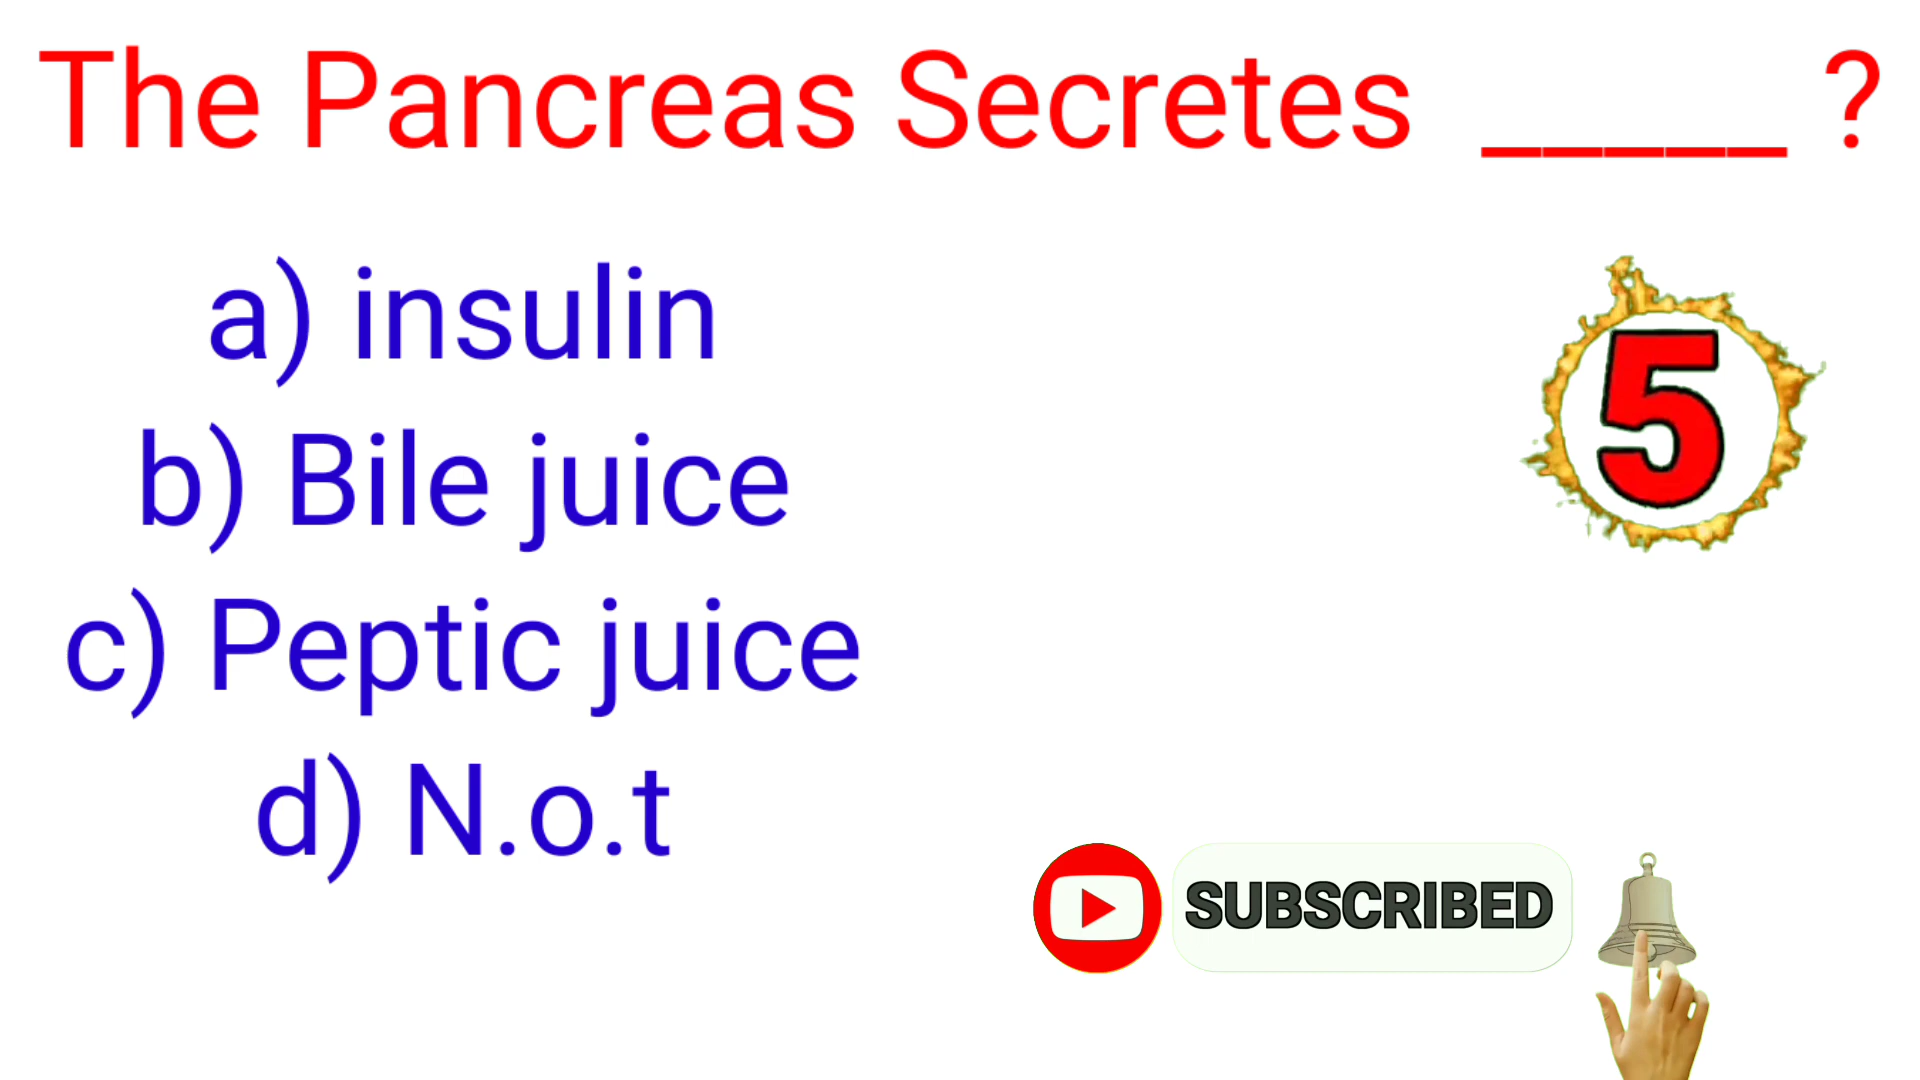 The Pancreas Secretes _____ ?
a) insulin
b) Bile juice
c) Peptic juice
d) N.o.t
5
SUBSCRIBED